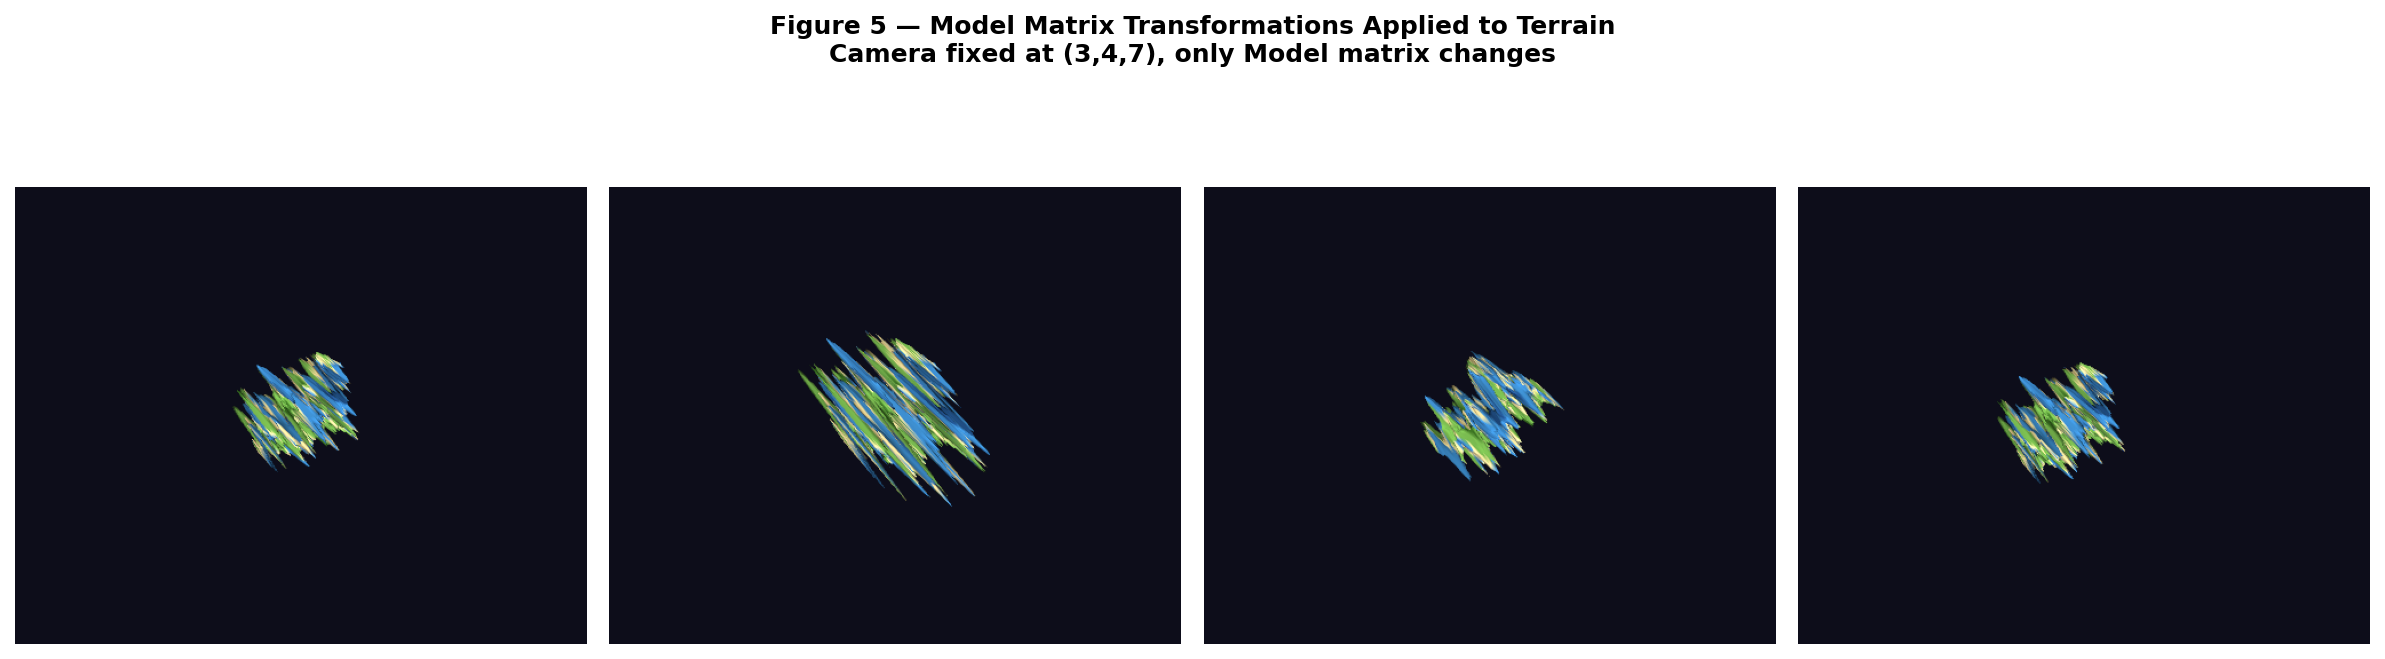 Figure 5 — Model Matrix Transformations Applied to Terrain
Camera fixed at (3,4,7), only Model matrix changes